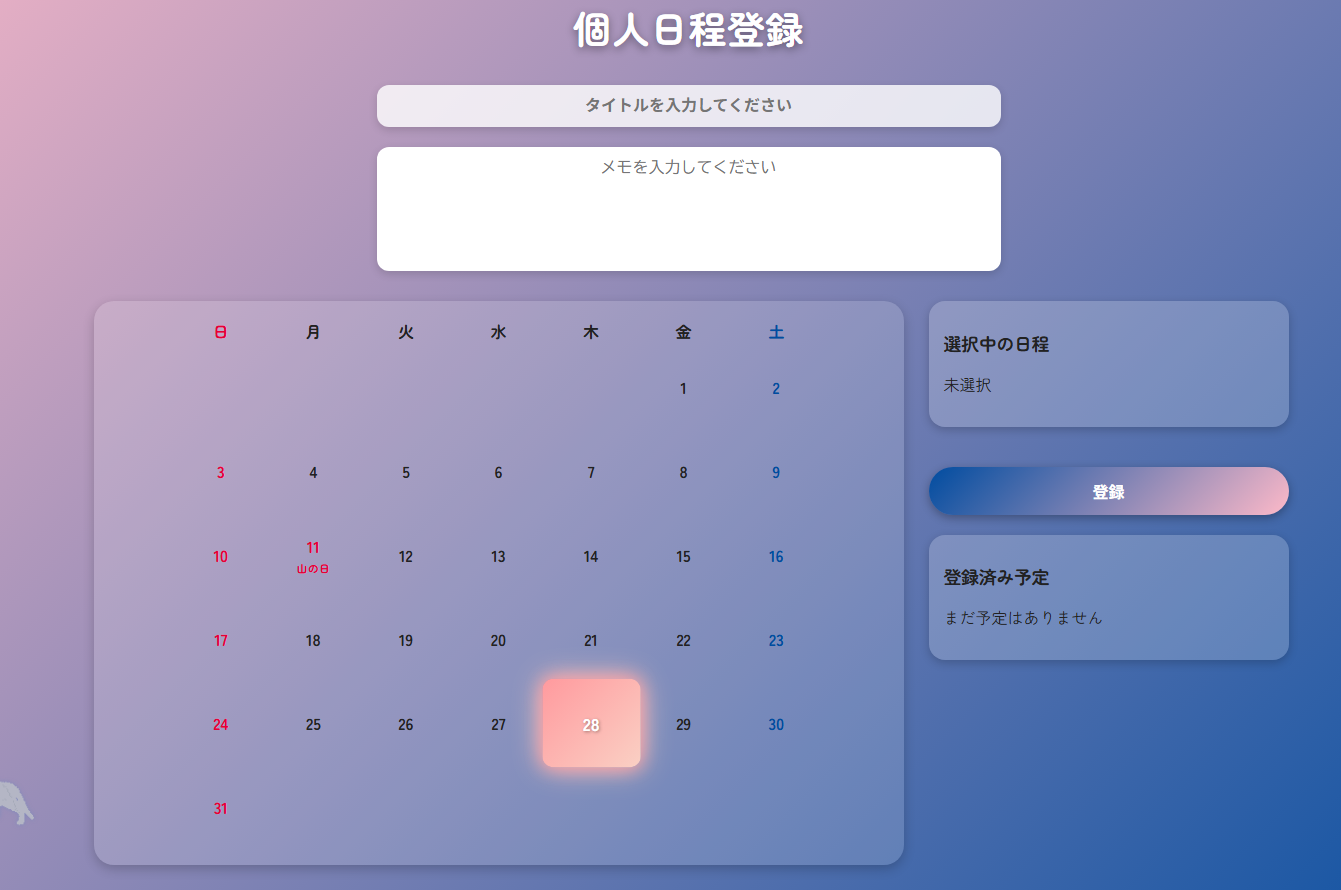 個人日程登録
タイトルを入力してください
メモを入力してください
日 月 火 水 木 金 土
1 2
3 4 5 6 7 8 9
10 11 12 13 14 15 16
山の日
17 18 19 20 21 22 23
24 25 26 27 28 29 30
31
選択中の日程
未選択
登録
登録済み予定
まだ予定はありません